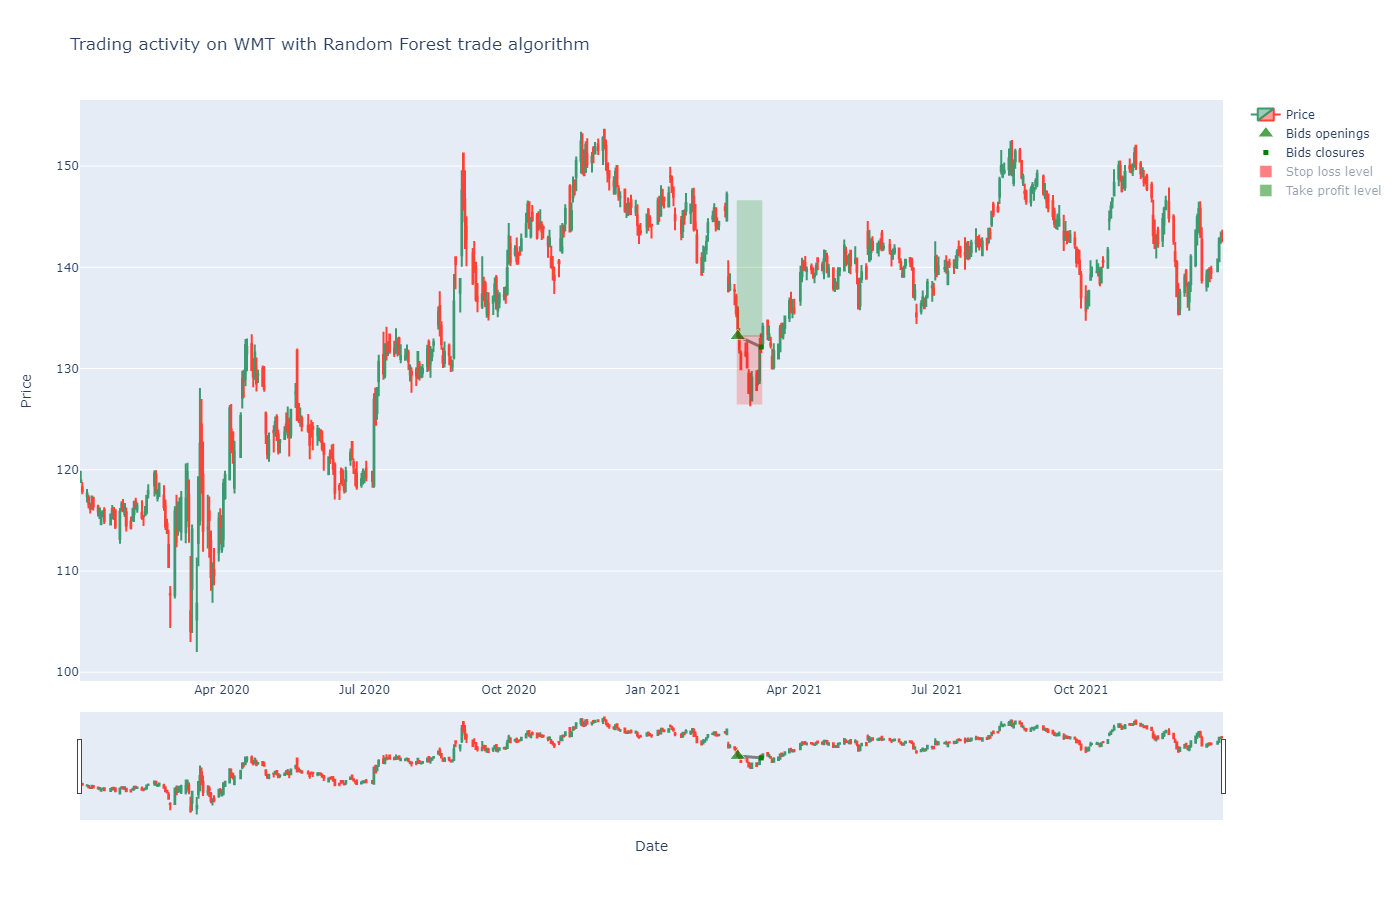 Trading activity on WMT with Random Forest trade algorithm
Price
Bids openings
Bids closures
Stop loss level
Take profit level
150
140
130
120
110
100
Price
Apr 2020
Jul 2020
Oct 2020
Jan 2021
Apr 2021
Jul 2021
Oct 2021
Date